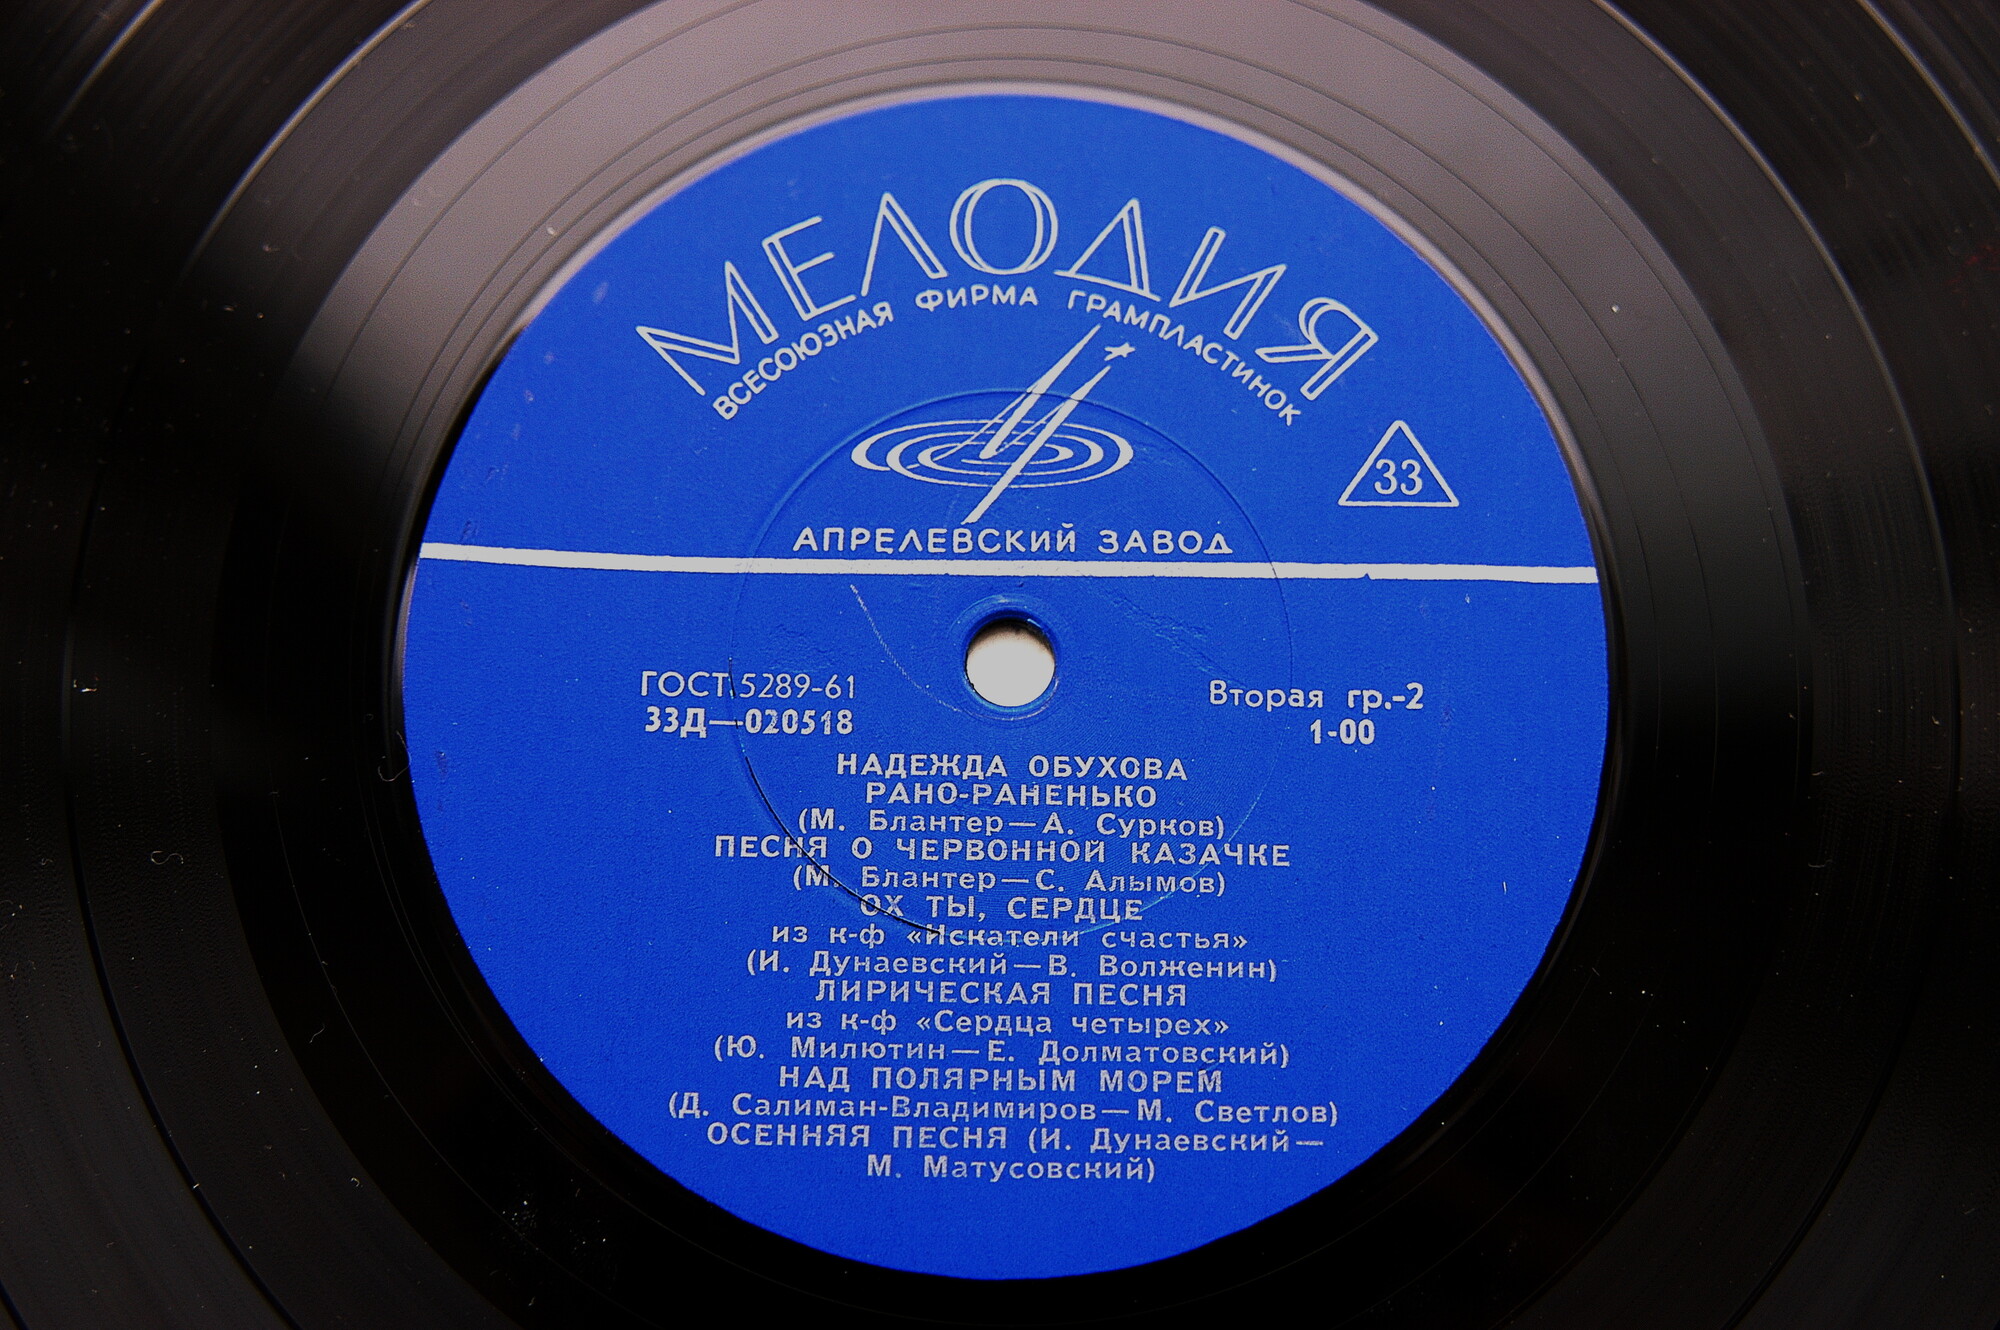 МЕЛОДИЯ
ВСЕСОЮЗНАЯ ФИРМА ГРАМПЛАСТИНОК
33
АПРЕЛЕВСКИЙ ЗАВОД
ГОСТ 5289-61
33Д—020518
Вторая гр.-2
1-00
НАДЕЖДА ОБУХОВА
РАНО-РАНЕНЬКО
(М. Блантер—А. Сурков)
ПЕСНЯ О ЧЕРВОННОЙ КАЗАЧКЕ
(М. Блантер—С. Алымов)
ОХ ТЫ, СЕРДЦЕ
из к-ф «Искатели счастья»
(И. Дунаевский—В. Волженин)
ЛИРИЧЕСКАЯ ПЕСНЯ
из к-ф «Сердца четырех»
(Ю. Милютин—Е. Долматовский)
НАД ПОЛЯРНЫМ МОРЕМ
(Д. Салиман-Владимиров—М. Светлов)
ОСЕННЯЯ ПЕСНЯ (И. Дунаевский—
М. Матусовский)